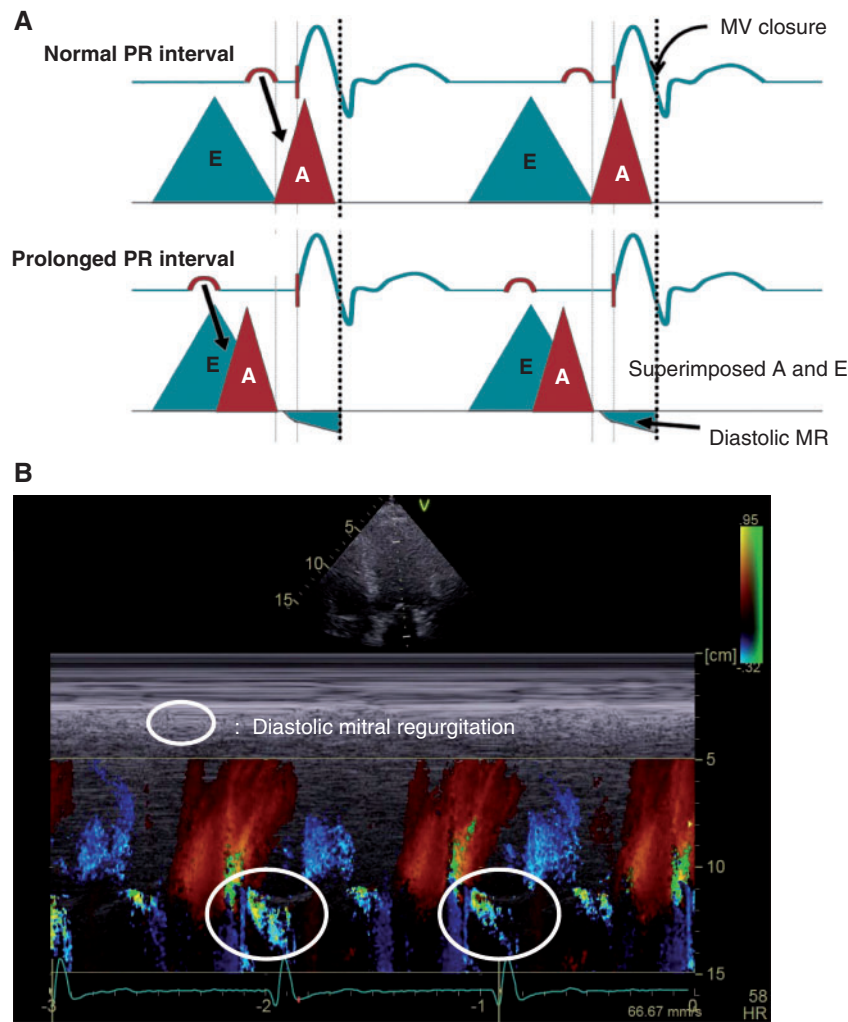 A
Normal PR interval
MV closure
E
A
E
A
Prolonged PR interval
E
A
E
A
Superimposed A and E
Diastolic MR
B
V
5
10
15
.95
-.32
[cm]
: Diastolic mitral regurgitation
5
10
15
-3
-2
-1
0
66.67 mm/s
58
HR